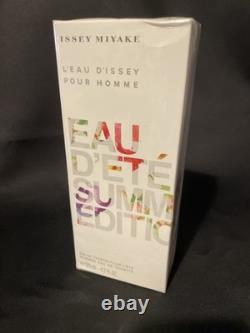 ISSEY MIYAKE
L'EAU D'ISSEY
POUR HOMME
EAU
D'ÉTÉ
SUMM
EDITIO